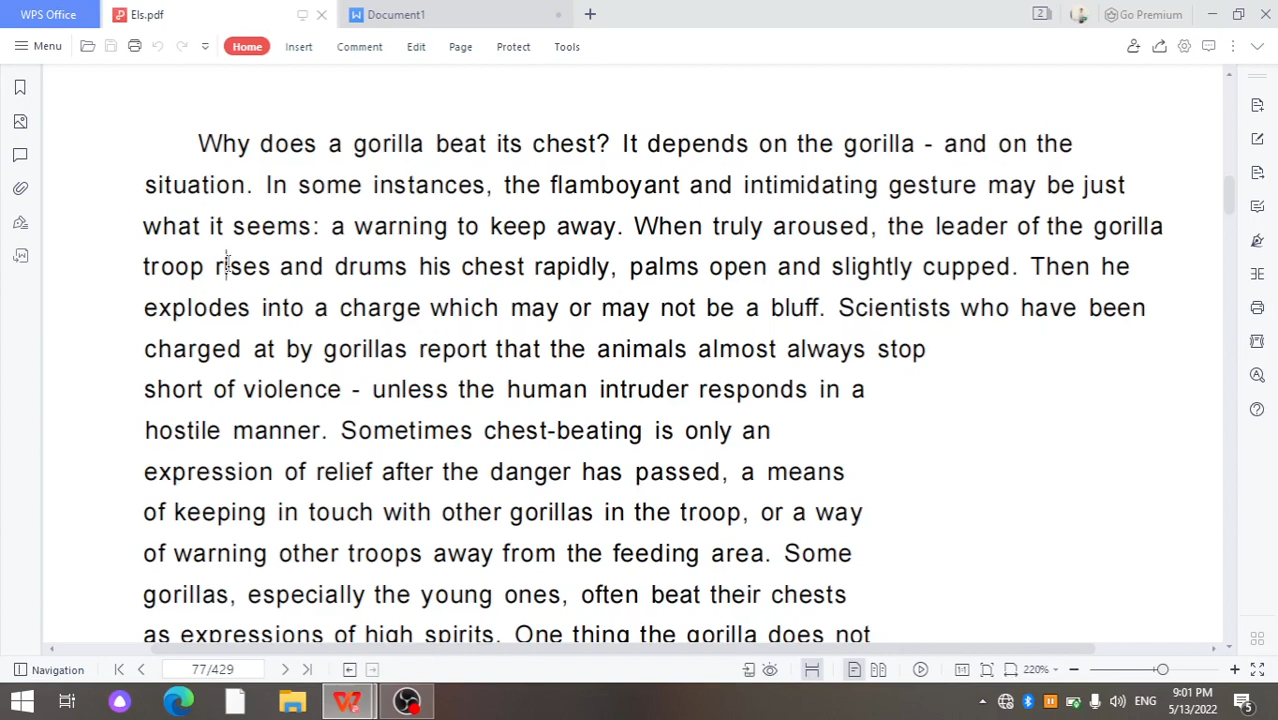 WPS Office
Els.pdf
Document1
2
Go Premium
Menu
Home
Insert
Comment
Edit
Page
Protect
Tools
Why does a gorilla beat its chest? It depends on the gorilla - and on the
situation. In some instances, the flamboyant and intimidating gesture may be just
what it seems: a warning to keep away. When truly aroused, the leader of the gorilla
troop rises and drums his chest rapidly, palms open and slightly cupped. Then he
explodes into a charge which may or may not be a bluff. Scientists who have been
charged at by gorillas report that the animals almost always stop
short of violence - unless the human intruder responds in a
hostile manner. Sometimes chest-beating is only an
expression of relief after the danger has passed, a means
of keeping in touch with other gorillas in the troop, or a way
of warning other troops away from the feeding area. Some
gorillas, especially the young ones, often beat their chests
as expressions of high spirits. One thing the gorilla does not
Navigation
77/429
1:1
220%
ENG
9:01 PM
5/13/2022
5